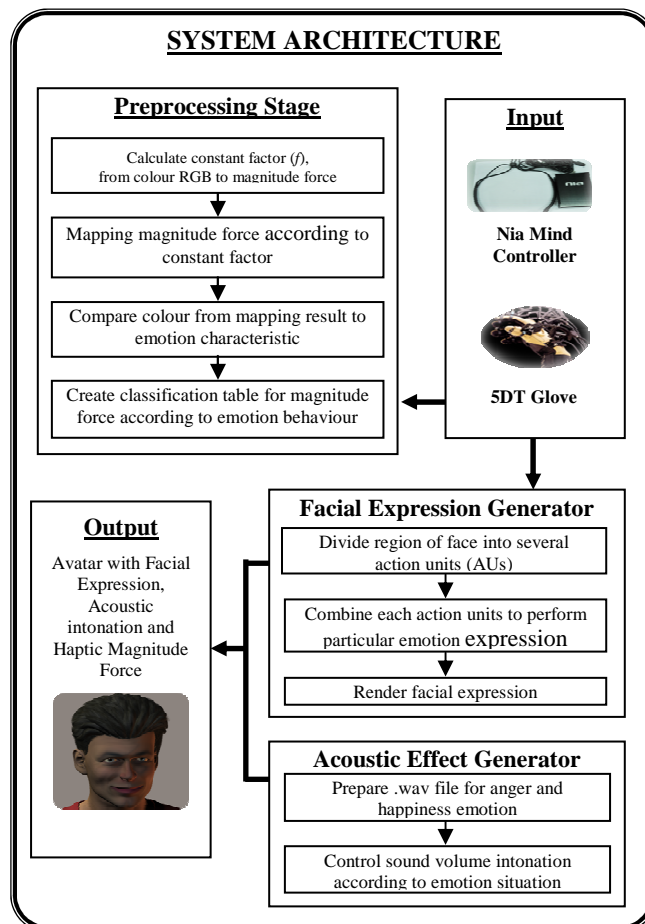 SYSTEM ARCHITECTURE
Preprocessing Stage
Calculate constant factor (f),
from colour RGB to magnitude force
Mapping magnitude force according to
constant factor
Compare colour from mapping result to
emotion characteristic
Create classification table for magnitude
force according to emotion behaviour
Input
Nia Mind
Controller
5DT Glove
Facial Expression Generator
Divide region of face into several
action units (AUs)
Combine each action units to perform
particular emotion expression
Render facial expression
Output
Avatar with Facial
Expression,
Acoustic
intonation and
Haptic Magnitude
Force
Acoustic Effect Generator
Prepare .wav file for anger and
happiness emotion
Control sound volume intonation
according to emotion situation